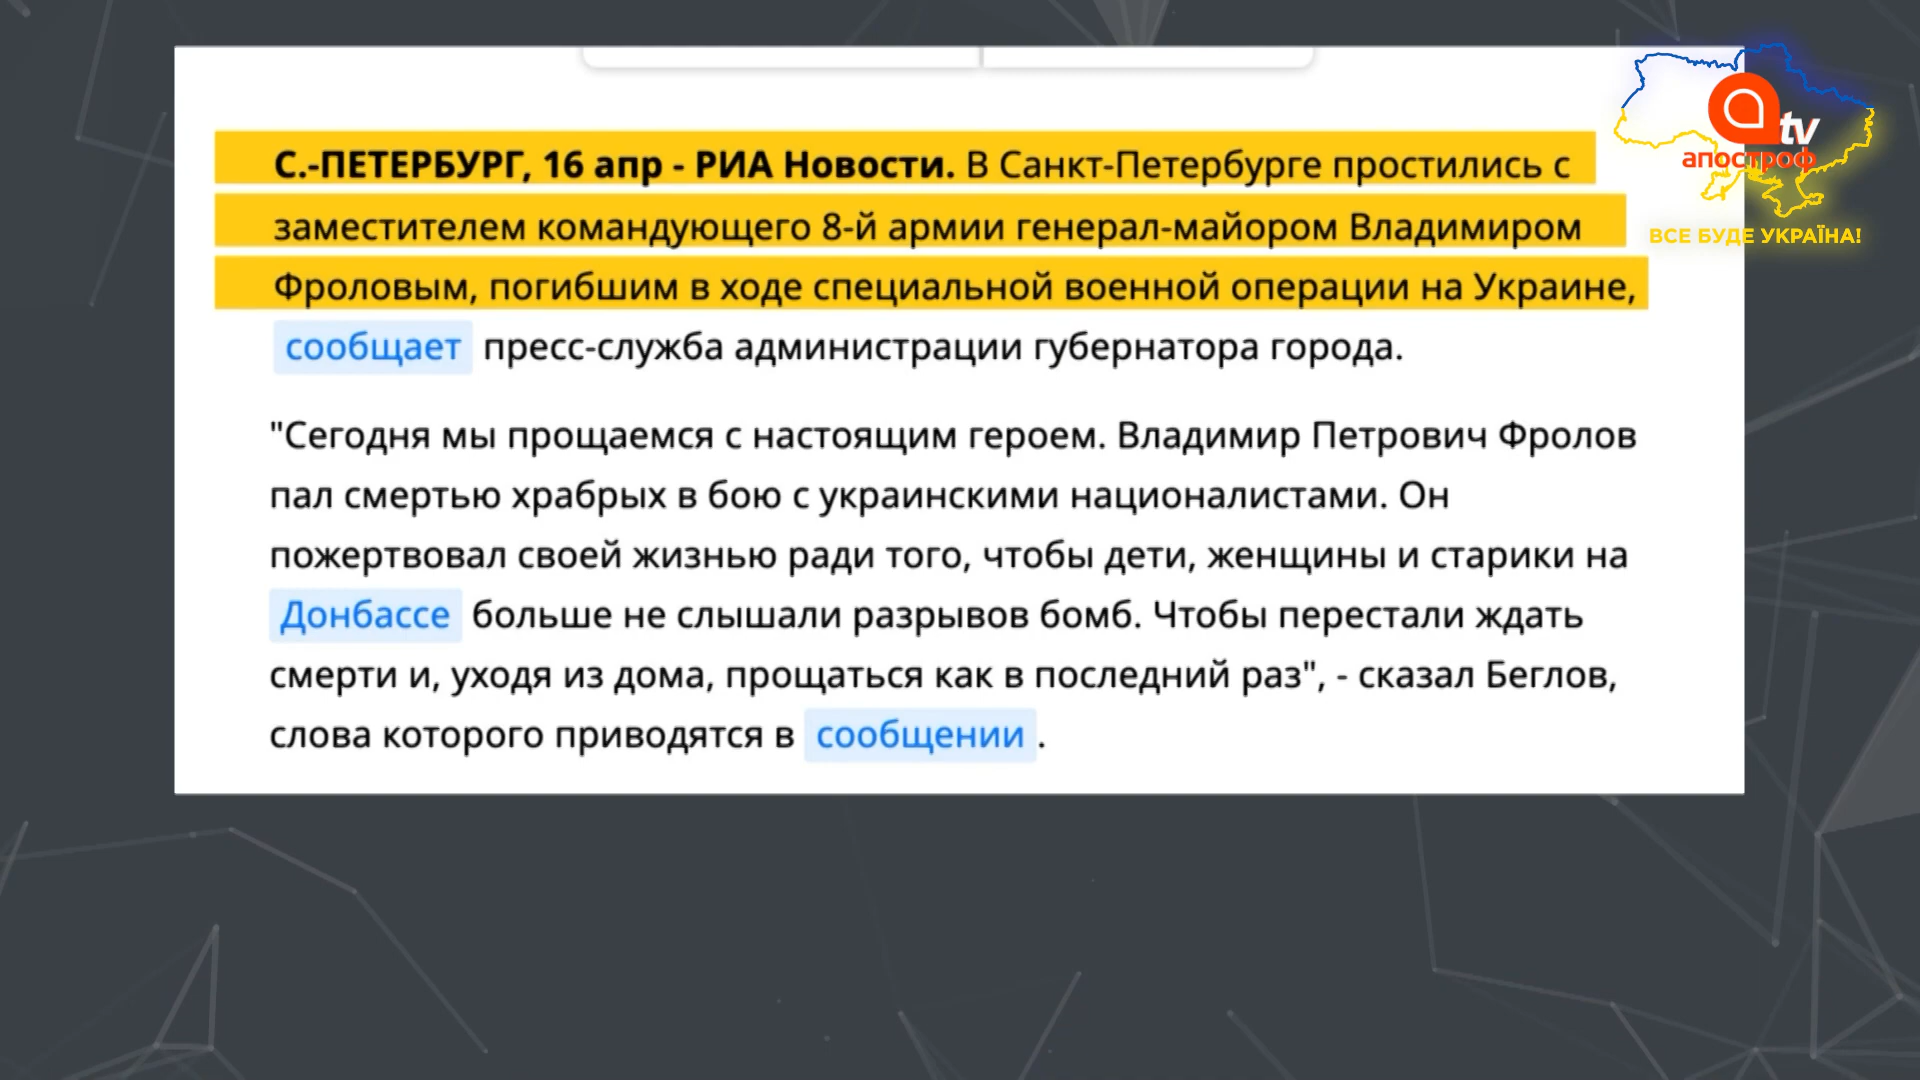 С.-ПЕТЕРБУРГ, 16 апр - РИА Новости. В Санкт-Петербурге простились с
заместителем командующего 8-й армии генерал-майором Владимиром
Фроловым, погибшим в ходе специальной военной операции на Украине,
сообщает пресс-служба администрации губернатора города.
"Сегодня мы прощаемся с настоящим героем. Владимир Петрович Фролов
пал смертью храбрых в бою с украинскими националистами. Он
пожертвовал своей жизнью ради того, чтобы дети, женщины и старики на
Донбассе больше не слышали разрывов бомб. Чтобы перестали ждать
смерти и, уходя из дома, прощаться как в последний раз", - сказал Беглов,
слова которого приводятся в сообщении.
tv
апостроф
ВСЕ БУДЕ УКРАЇНА!